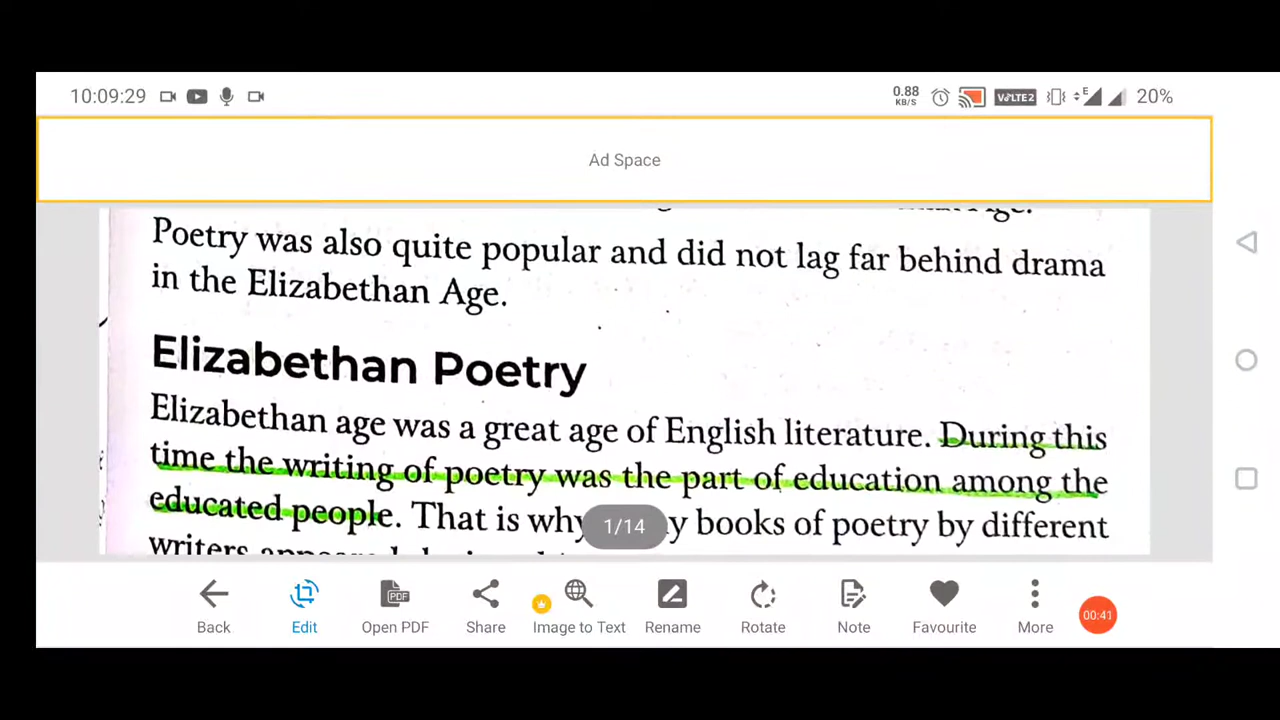 10:09:29 0.88 KB/S VoLTE2 E 20%
Ad Space
Age.
Poetry was also quite popular and did not lag far behind drama
in the Elizabethan Age.
Elizabethan Poetry
Elizabethan age was a great age of English literature. During this
time the writing of poetry was the part of education among the
educated people. That is why books of poetry by different
1/14
writers appeared
Back Edit Open PDF Share Image to Text Rename Rotate Note Favourite More
PDF
00:41